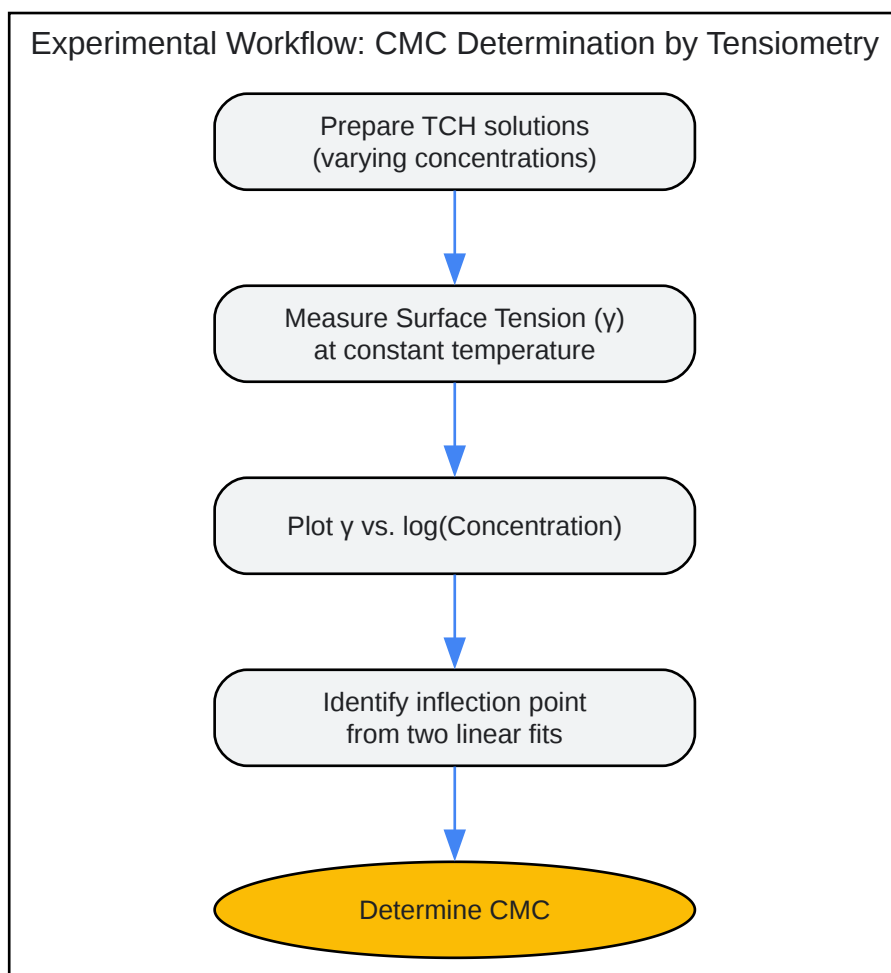 Experimental Workflow: CMC Determination by Tensiometry
Prepare TCH solutions
(varying concentrations)
Measure Surface Tension (γ)
at constant temperature
Plot γ vs. log(Concentration)
Identify inflection point
from two linear fits
Determine CMC